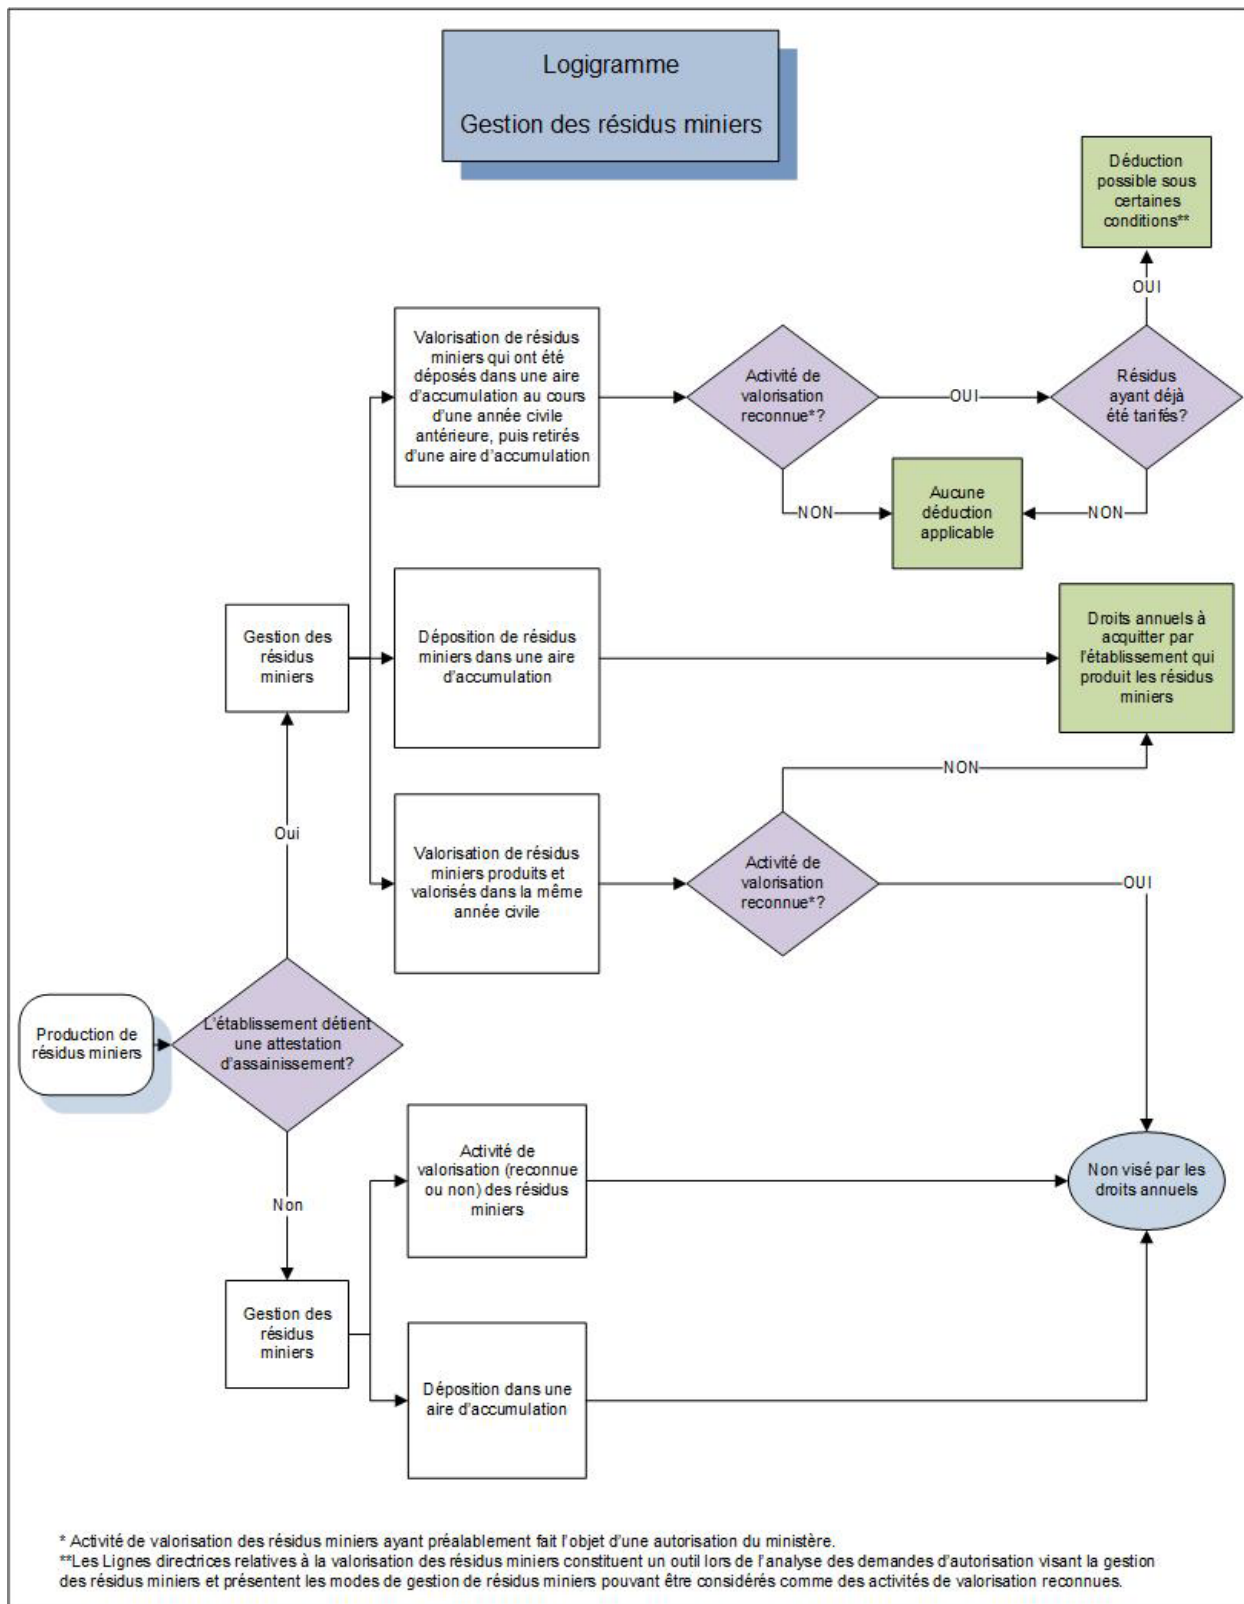 Logigramme
Gestion des résidus miniers
Déduction
possible sous
certaines
conditions**
OUI
Valorisation de résidus
miniers qui ont été
déposés dans une aire
d'accumulation au cours
d'une année civile
antérieure, puis retirés
d'une aire d'accumulation
Activité de
valorisation
reconnue*?
OUI
Résidus
ayant déjà
été tarifés?
NON
Aucune
déduction
applicable
NON
Gestion des
résidus
miniers
Déposition de résidus
miniers dans une aire
d'accumulation
Droits annuels à
acquitter par
l'établissement qui
produit les résidus
miniers
NON
Oui
Valorisation de résidus
miniers produits et
valorisés dans la même
année civile
Activité de
valorisation
reconnue*?
OUI
Production de
résidus miniers
L'établissement détient
une attestation
d'assainissement?
Non
Activité de
valorisation (reconnue
ou non) des résidus
miniers
Non visé par les
droits annuels
Gestion des
résidus
miniers
Déposition dans une
aire d'accumulation
* Activité de valorisation des résidus miniers ayant préalablement fait l'objet d'une autorisation du ministère.
**Les Lignes directrices relatives à la valorisation des résidus miniers constituent un outil lors de l'analyse des demandes d'autorisation visant la gestion
des résidus miniers et présentent les modes de gestion de résidus miniers pouvant être considérés comme des activités de valorisation reconnues.